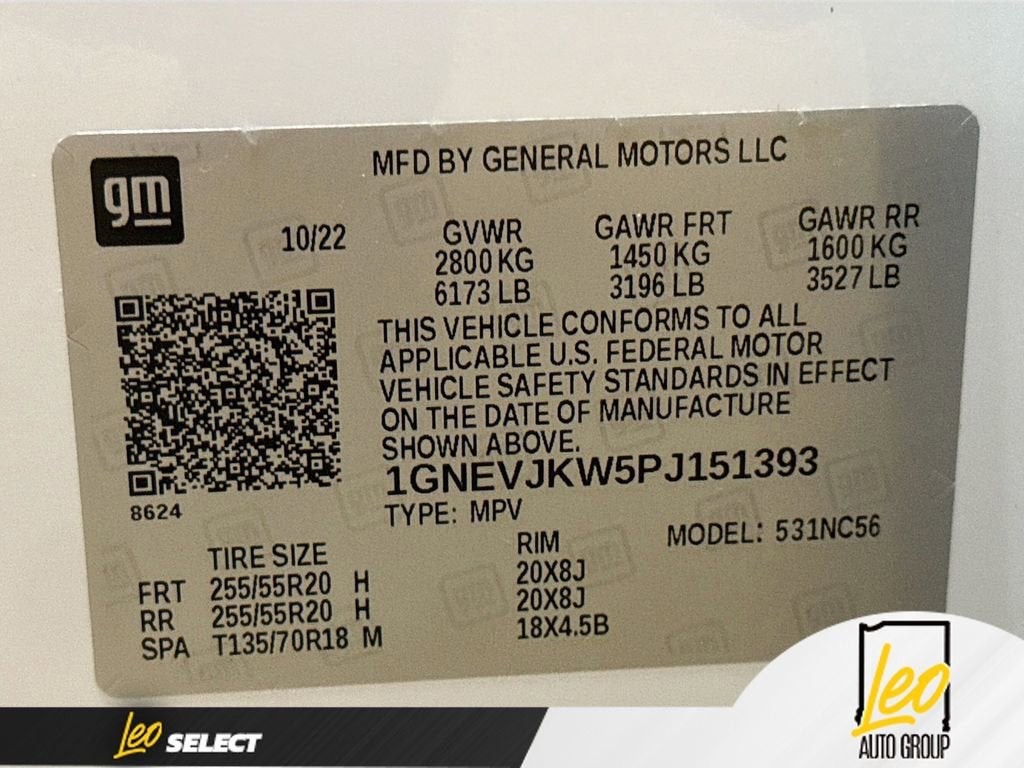 gm
MFD BY GENERAL MOTORS LLC
10/22
GVWR GAWR FRT GAWR RR
2800 KG 1450 KG 1600 KG
6173 LB 3196 LB 3527 LB
THIS VEHICLE CONFORMS TO ALL
APPLICABLE U.S. FEDERAL MOTOR
VEHICLE SAFETY STANDARDS IN EFFECT
ON THE DATE OF MANUFACTURE
SHOWN ABOVE.
1GNEVJKW5PJ151393
8624
TYPE: MPV
MODEL: 531NC56
TIRE SIZE RIM
FRT 255/55R20 H 20X8J
RR 255/55R20 H 20X8J
SPA T135/70R18 M 18X4.5B
Leo SELECT
Leo
AUTO GROUP